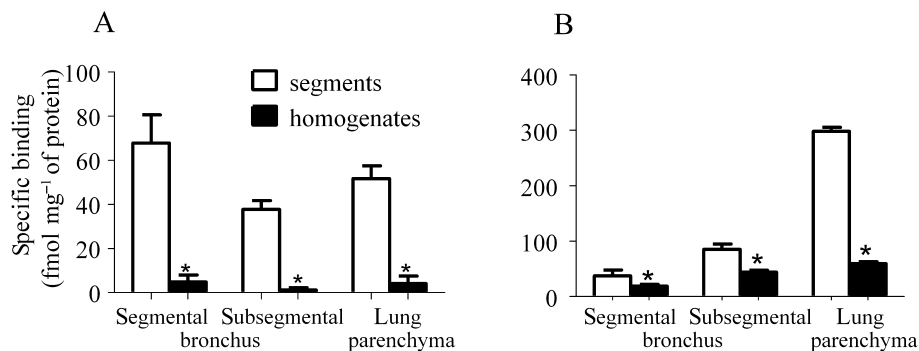 A
B
Specific binding
(fmol mg⁻¹ of protein)
100
80
60
40
20
0
segments
homogenates
*
*
*
Segmental
Subsegmental
bronchus
Lung
parenchyma
400
300
200
100
0
*
*
*
Segmental
Subsegmental
bronchus
Lung
parenchyma